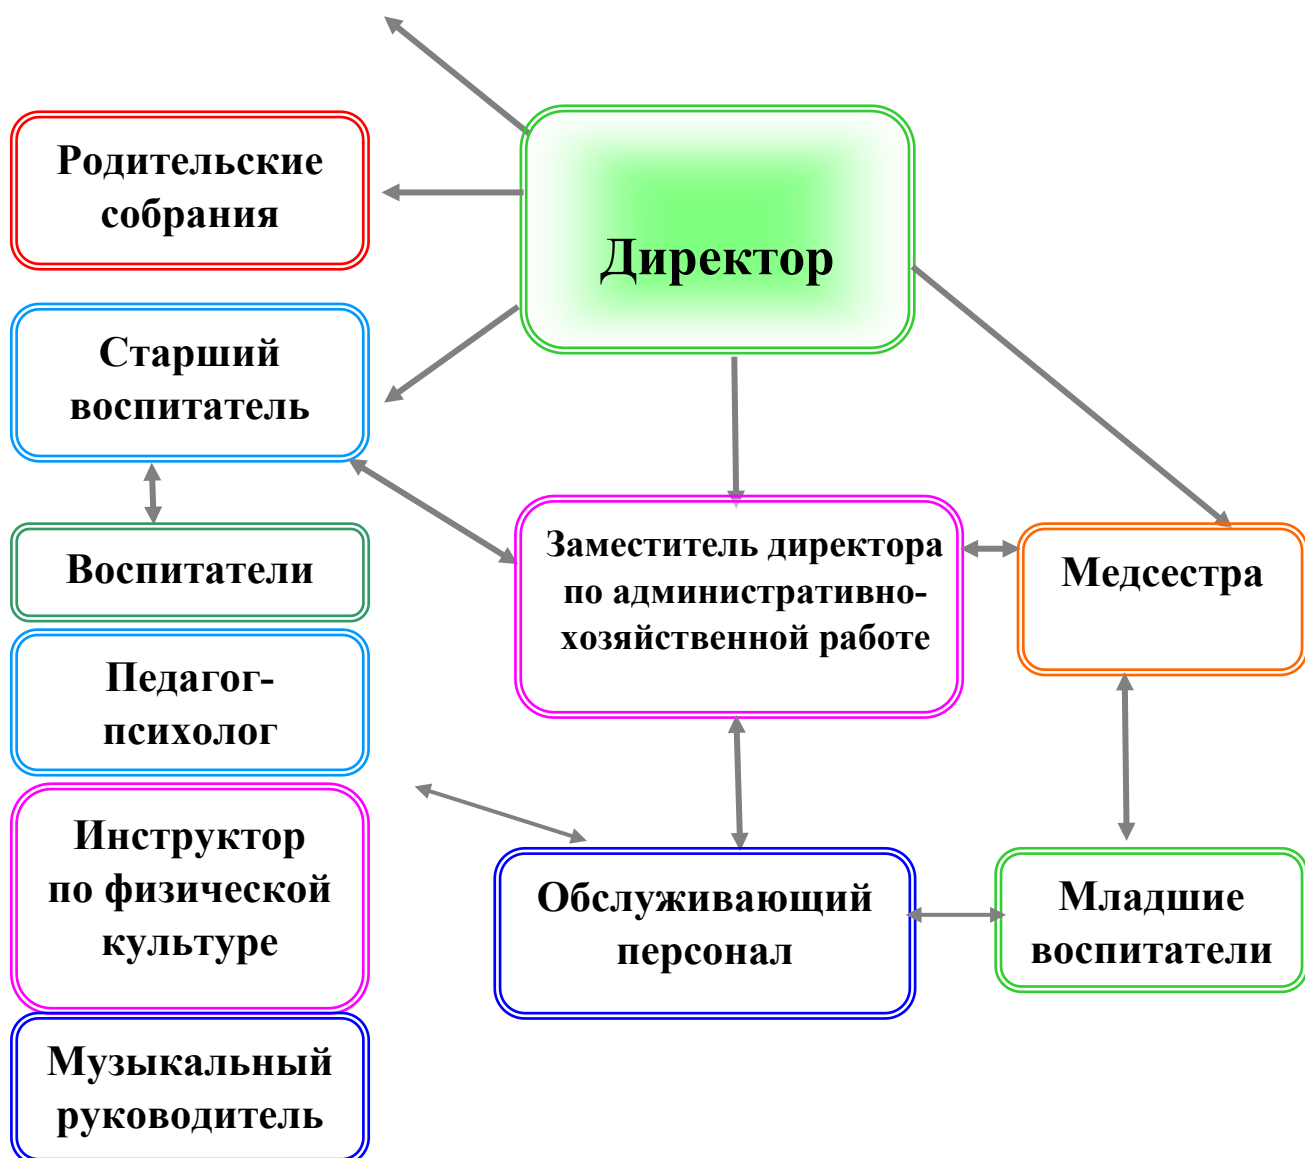 Родительские
собрания
Директор
Старший
воспитатель
Воспитатели
Заместитель директора
по административно-
хозяйственной работе
Медсестра
Педагог-
психолог
Инструктор
по физической
культуре
Обслуживающий
персонал
Младшие
воспитатели
Музыкальный
руководитель